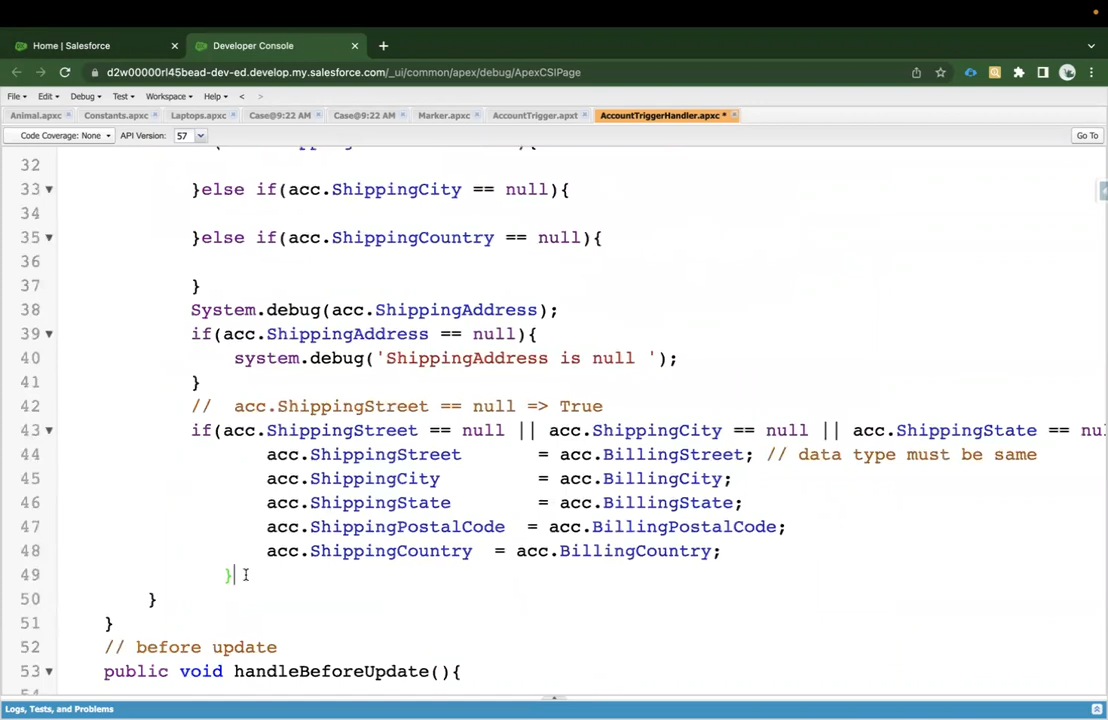 Home | Salesforce
Developer Console
d2w00000rl45bead-dev-ed.develop.my.salesforce.com/_ui/common/apex/debug/ApexCSIPage
File Edit Debug Test Workspace Help < >
Animal.apxc Constants.apxc Laptops.apxc Case@9:22 AM Case@9:22 AM Marker.apxc AccountTrigger.apxt AccountTriggerHandler.apxc *
Code Coverage: None API Version: 57 Go To
32
33 }else if(acc.ShippingCity == null){
34
35 }else if(acc.ShippingCountry == null){
36
37 }
38 System.debug(acc.ShippingAddress);
39 if(acc.ShippingAddress == null){
40 system.debug('ShippingAddress is null ');
41 }
42 // acc.ShippingStreet == null => True
43 if(acc.ShippingStreet == null || acc.ShippingCity == null || acc.ShippingState == nul
44 acc.ShippingStreet = acc.BillingStreet; // data type must be same
45 acc.ShippingCity = acc.BillingCity;
46 acc.ShippingState = acc.BillingState;
47 acc.ShippingPostalCode = acc.BillingPostalCode;
48 acc.ShippingCountry = acc.BillingCountry;
49 }
50 }
51 }
52 // before update
53 public void handleBeforeUpdate(){
Logs, Tests, and Problems